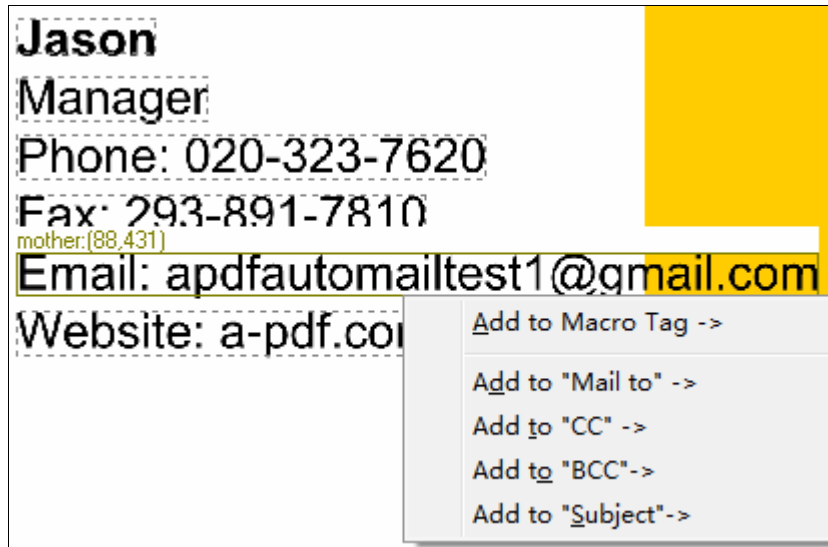 Jason
Manager
Phone: 020-323-7620
Fax: 293-891-7810
mother:(88,431)
Email: apdfautomailtest1@gmail.com
Website: a-pdf.co
Add to Macro Tag ->
Add to "Mail to" ->
Add to "CC" ->
Add to "BCC"->
Add to "Subject"->